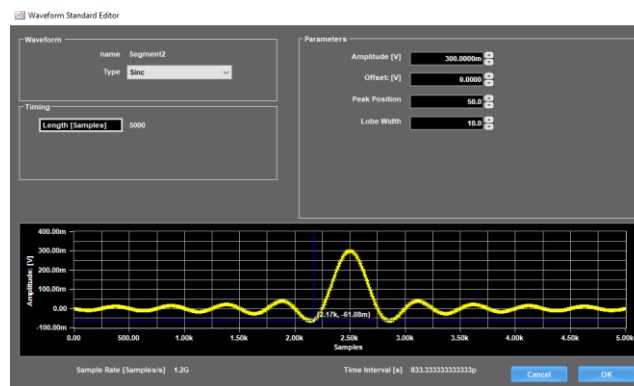 Waveform Standard Editor
Waveform
name Segment2
Type Sinc
Timing
Length [Samples] 5000
Parameters
Amplitude [V] 300.0000m
Offset: [V] 0.0000
Peak Position 50.0
Lobe Width 10.0
400.00m
300.00m
200.00m
100.00m
0.00
-100.00m
Amplitude: [V]
(2.17k, -61.08m)
0.00 500.00 1.00k 1.50k 2.00k 2.50k 3.00k 3.50k 4.00k 4.50k 5.00k
Samples
Sample Rate [Samples/s] 1.2G Time Interval [s] 833.333333333333p Cancel OK